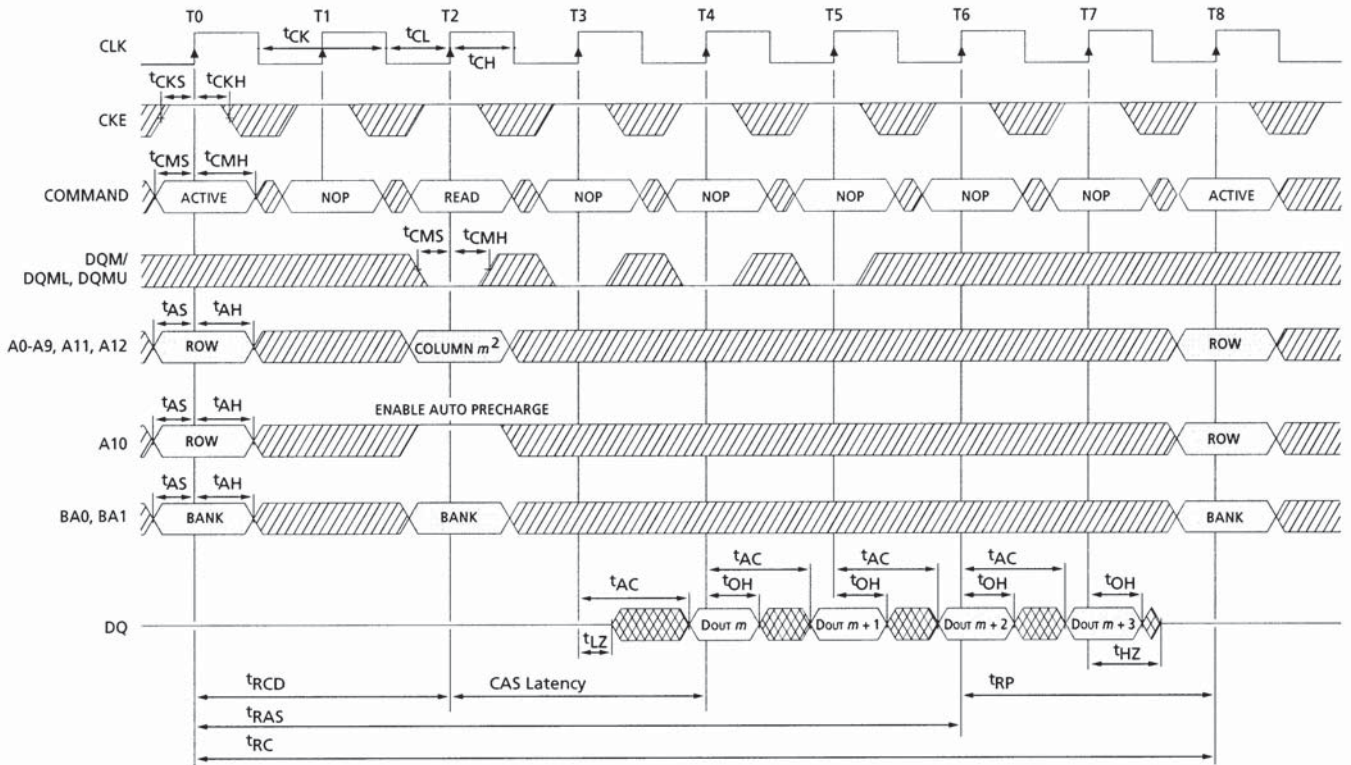 T0 T1 T2 T3 T4 T5 T6 T7 T8
CLK
tCK tCL
tCH
tCKS tCKH
CKE
tCMS tCMH
COMMAND ACTIVE NOP READ NOP NOP NOP NOP NOP ACTIVE
tCMS tCMH
DQM/
DQML, DQMU
tAS tAH
A0-A9, A11, A12 ROW COLUMN m2 ROW
tAS tAH ENABLE AUTO PRECHARGE
A10 ROW ROW
tAS tAH
BA0, BA1 BANK BANK BANK
tAC tAC tAC
tAC tOH tOH tOH tOH
DQ DOUT m DOUT m + 1 DOUT m + 2 DOUT m + 3
tLZ tHZ
tRCD CAS Latency tRP
tRAS
tRC